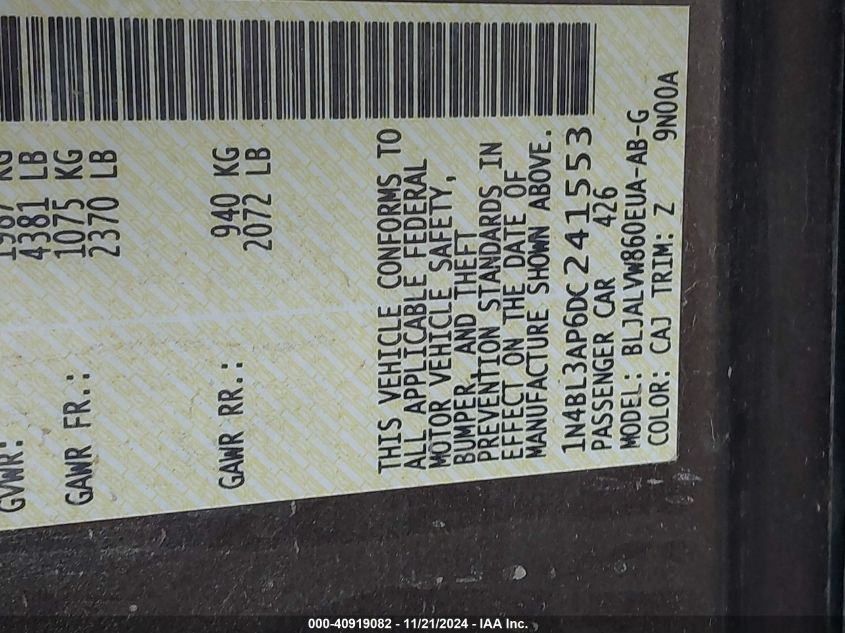 GVWR: 1987 KG
4381 LB
GAWR FR.: 1075 KG
2370 LB
GAWR RR.: 940 KG
2072 LB
THIS VEHICLE CONFORMS TO
ALL APPLICABLE FEDERAL
MOTOR VEHICLE SAFETY,
BUMPER, AND THEFT
PREVENTION STANDARDS IN
EFFECT ON THE DATE OF
MANUFACTURE SHOWN ABOVE.
1N4BL3AP6DC241553
PASSENGER CAR 426
MODEL: BLJALVW860EUA-AB-G
COLOR: CAJ TRIM: Z 9N00A
000-40919082 - 11/21/2024 - IAA Inc.